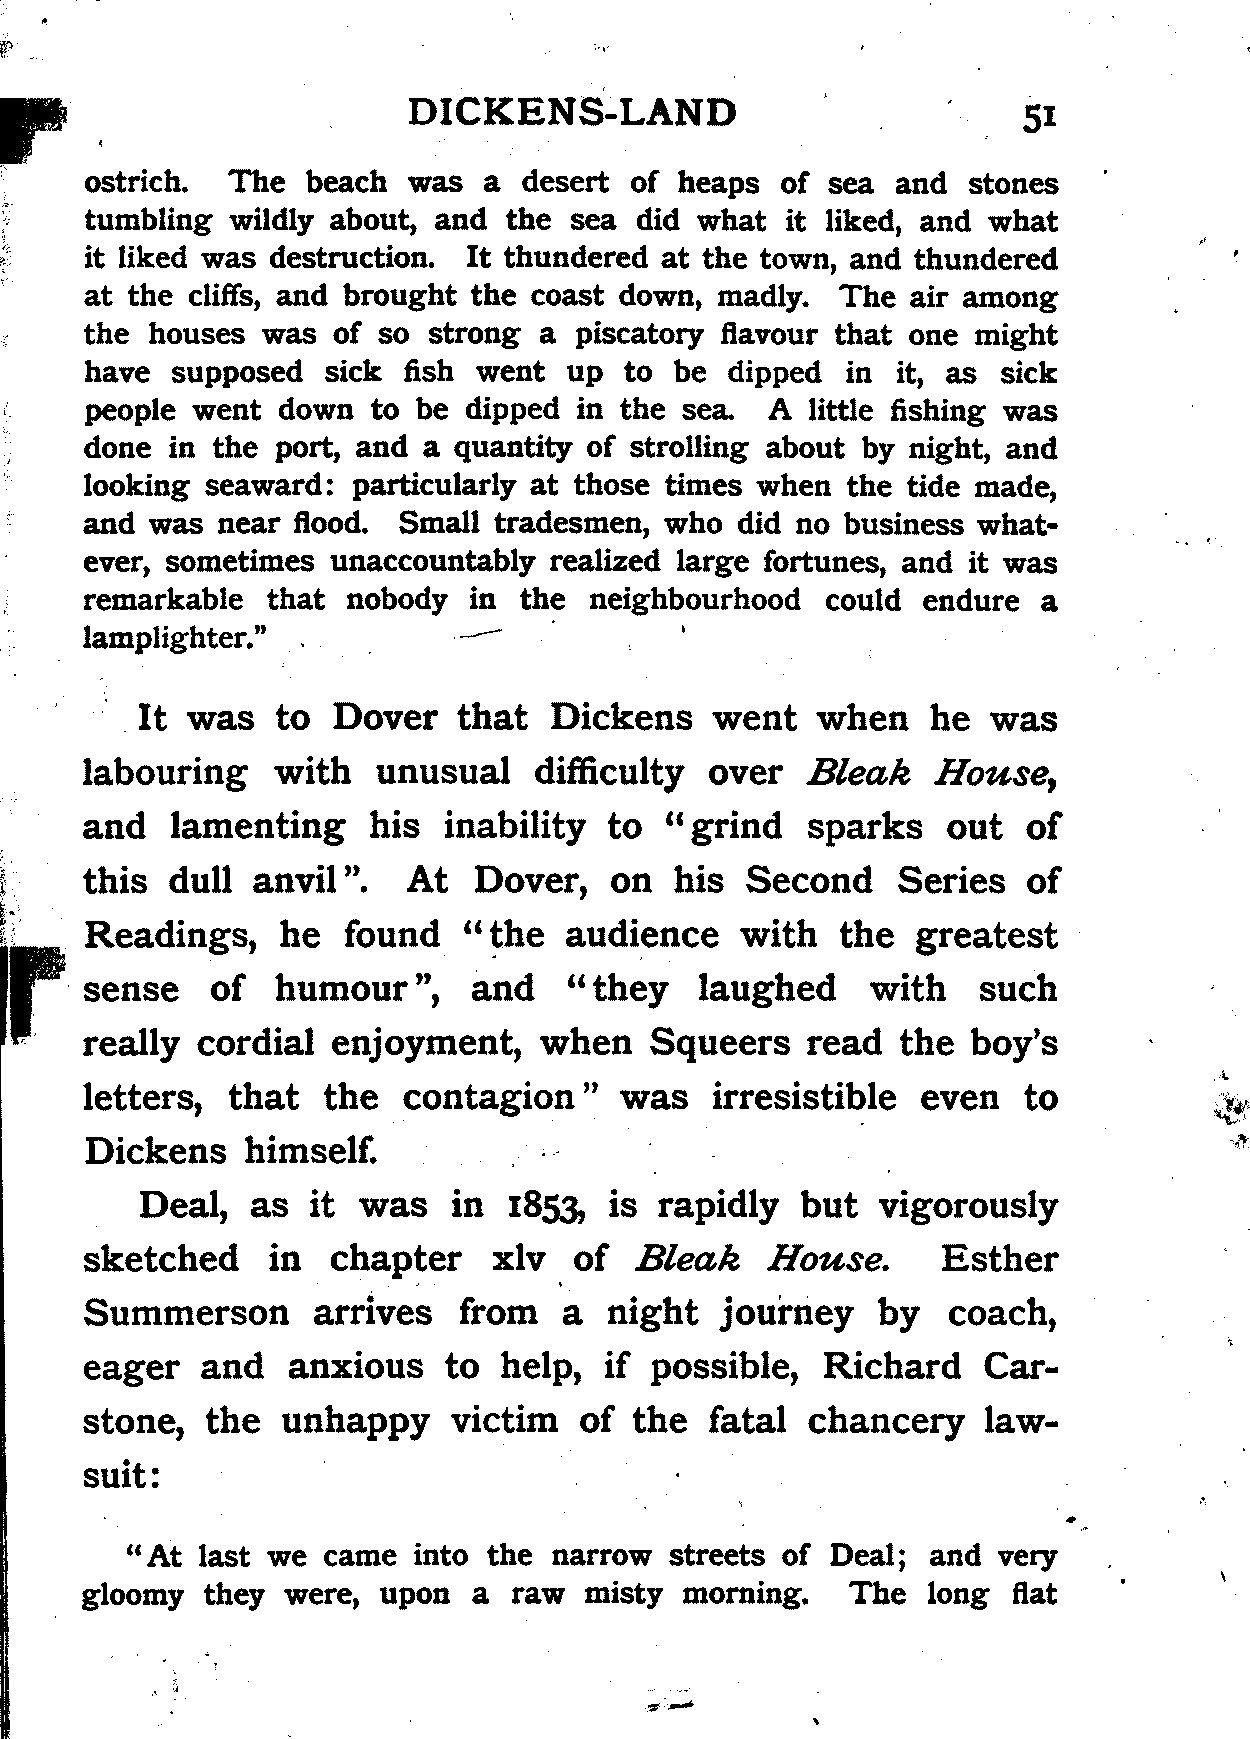 DICKENS-LAND 51
ostrich. The beach was a desert of heaps of sea and stones
tumbling wildly about, and the sea did what it liked, and what
it liked was destruction. It thundered at the town, and thundered
at the cliffs, and brought the coast down, madly. The air among
the houses was of so strong a piscatory flavour that one might
have supposed sick fish went up to be dipped in it, as sick
people went down to be dipped in the sea. A little fishing was
done in the port, and a quantity of strolling about by night, and
looking seaward: particularly at those times when the tide made,
and was near flood. Small tradesmen, who did no business what-
ever, sometimes unaccountably realized large fortunes, and it was
remarkable that nobody in the neighbourhood could endure a
lamplighter."
It was to Dover that Dickens went when he was
labouring with unusual difficulty over Bleak House,
and lamenting his inability to "grind sparks out of
this dull anvil". At Dover, on his Second Series of
Readings, he found "the audience with the greatest
sense of humour", and "they laughed with such
really cordial enjoyment, when Squeers read the boy's
letters, that the contagion" was irresistible even to
Dickens himself.
Deal, as it was in 1853, is rapidly but vigorously
sketched in chapter xlv of Bleak House. Esther
Summerson arrives from a night journey by coach,
eager and anxious to help, if possible, Richard Car-
stone, the unhappy victim of the fatal chancery law-
suit:
"At last we came into the narrow streets of Deal; and very
gloomy they were, upon a raw misty morning. The long flat